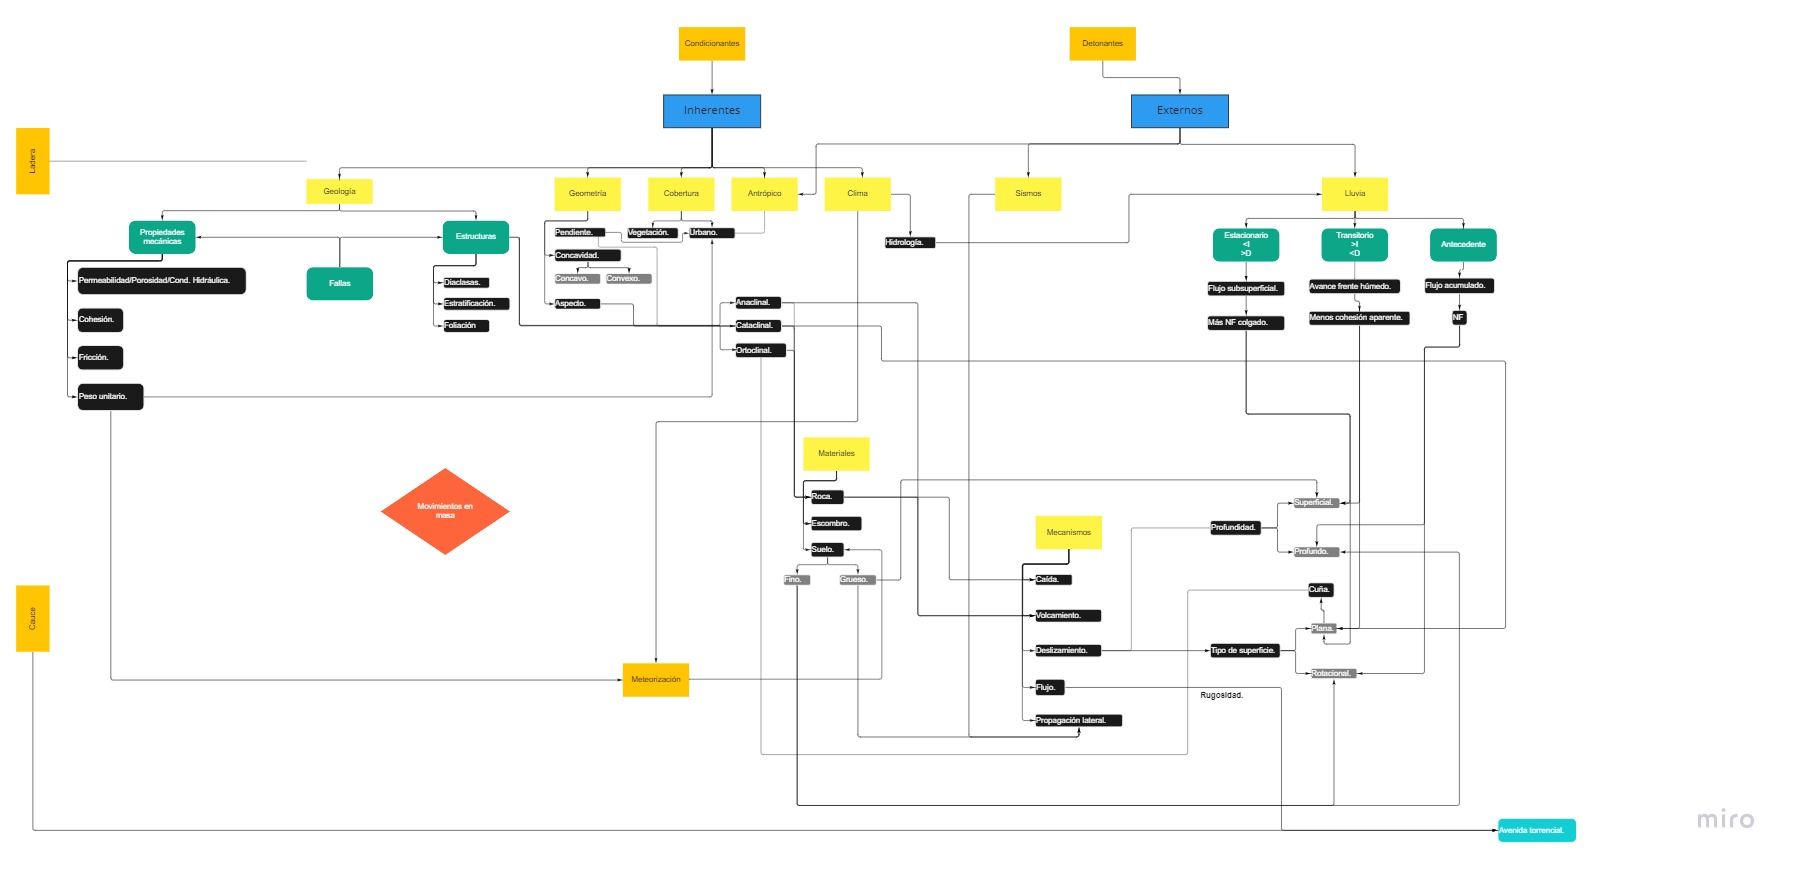 Condicionantes
Detonantes
Inherentes
Externos
Ladera
Geología
Geometría
Cobertura
Antrópico
Clima
Sismos
Lluvia
Propiedades
mecánicas
Estructuras
Fallas
Pendiente.
Vegetación.
Urbano.
Hidrología.
Estacionario
<I
>D
Transitorio
>I
<D
Antecedente
Permeabilidad/Porosidad/Cond. Hidráulica.
Diaclasas.
Concavidad.
Concavo.
Convexo.
Flujo subsuperficial.
Avance frente húmedo.
Flujo acumulado.
Cohesión.
Estratificación.
Foliación
Aspecto.
Anaclinal.
Cataclinal.
Ortoclinal.
Más NF colgado.
Menos cohesión aparente.
NF
Fricción.
Peso unitario.
Movimientos en
masa
Materiales
Roca.
Escombro.
Suelo.
Fino.
Grueso.
Mecanismos
Caída.
Volcamiento.
Deslizamiento.
Flujo.
Propagación lateral.
Profundidad.
Superficial.
Profundo.
Cuña.
Plana.
Tipo de superficie.
Rotacional.
Rugosidad.
Cauce
Meteorización
Avenida torrencial.
miro